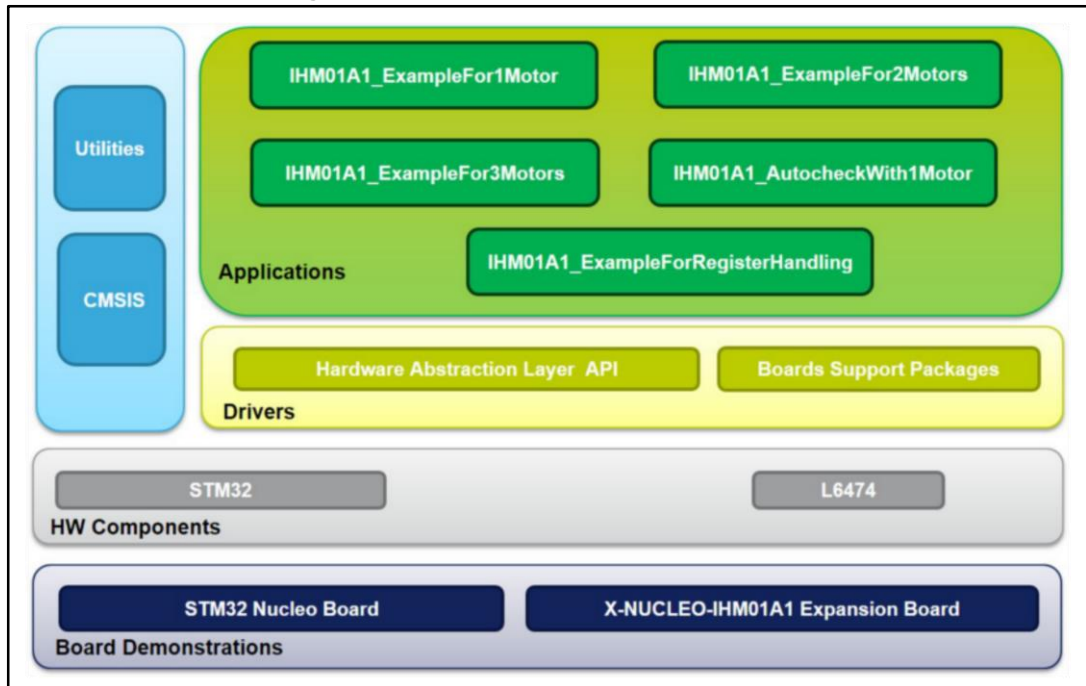 IHM01A1_ExampleFor1Motor
IHM01A1_ExampleFor2Motors
Utilities
IHM01A1_ExampleFor3Motors
IHM01A1_AutocheckWith1Motor
IHM01A1_ExampleForRegisterHandling
Applications
CMSIS
Hardware Abstraction Layer API
Boards Support Packages
Drivers
STM32
L6474
HW Components
STM32 Nucleo Board
X-NUCLEO-IHM01A1 Expansion Board
Board Demonstrations